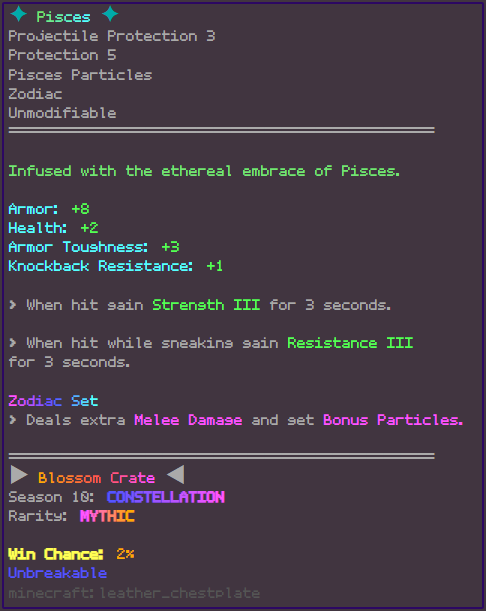 ✦ Pisces ✦
Projectile Protection 3
Protection 5
Pisces Particles
Zodiac
Unmodifiable
Infused with the ethereal embrace of Pisces.
Armor: +8
Health: +2
Armor Toughness: +3
Knockback Resistance: +1
> When hit gain Strength III for 3 seconds.
> When hit while sneaking gain Resistance III
for 3 seconds.
Zodiac Set
> Deals extra Melee Damage and set Bonus Particles.
▶ Blossom Crate ◀
Season 10: CONSTELLATION
Rarity: MYTHIC
Win Chance: 2%
Unbreakable
minecraft:leather_chestplate